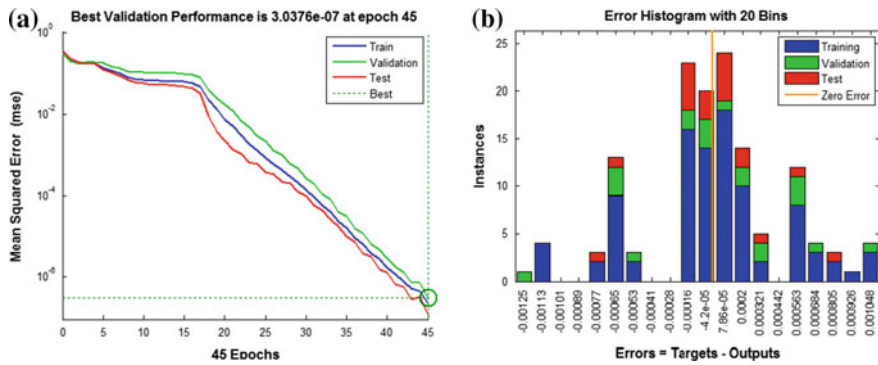 (a)
Best Validation Performance is 3.0376e-07 at epoch 45
Mean Squared Error (mse)
10^0
10^-2
10^-4
10^-6
Train
Validation
Test
Best
0 5 10 15 20 25 30 35 40 45
45 Epochs
(b)
Error Histogram with 20 Bins
Instances
25
20
15
10
5
0
Training
Validation
Test
Zero Error
-0.00125
-0.00113
-0.00101
-0.00089
-0.00077
-0.00065
-0.00053
-0.00041
-0.00028
-0.00016
-4.2e-05
7.86e-05
0.0002
0.000321
0.000442
0.000563
0.000684
0.000805
0.000926
0.001048
Errors = Targets - Outputs